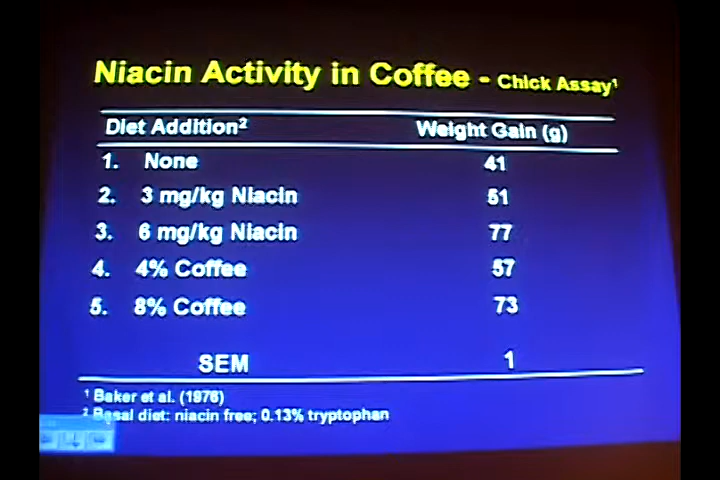 Niacin Activity in Coffee - Chick Assay¹
Diet Addition² Weight Gain (g)
1. None 41
2. 3 mg/kg Niacin 51
3. 6 mg/kg Niacin 77
4. 4% Coffee 57
5. 8% Coffee 73
SEM 1
¹ Baker et al. (1976)
² Basal diet: niacin free; 0.13% tryptophan